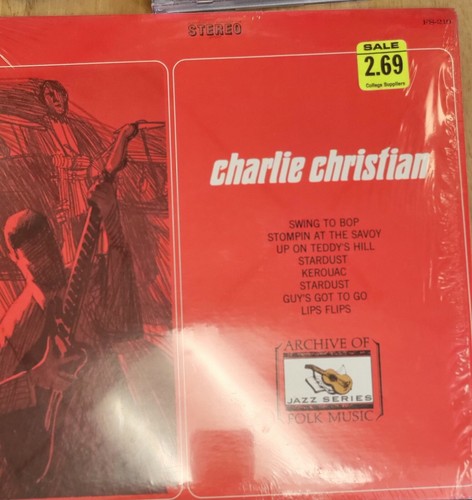 STEREO
SALE
2.69
College Suppliers
charlie christian
SWING TO BOP
STOMPIN AT THE SAVOY
UP ON TEDDY'S HILL
STARDUST
KEROUAC
STARDUST
GUY'S GOT TO GO
LIPS FLIPS
ARCHIVE OF
JAZZ SERIES
FOLK MUSIC